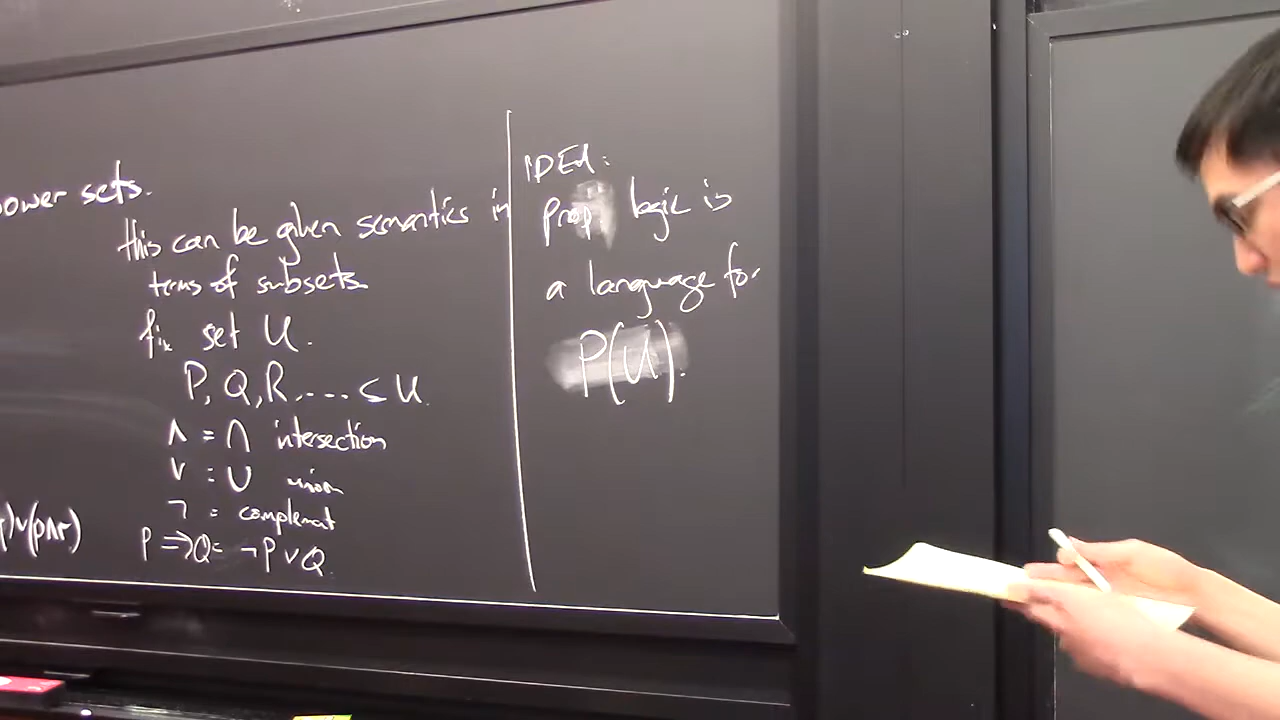 power sets.
this can be given semantics in
terms of subsets
fix set U.
P, Q, R, ... ⊆ U.
∧ = ∩ intersection
∨ = ∪ union
¬ = complemat
P ⇒ Q = ¬P ∨ Q
)∨(p∧r)
IDEA:
Prop. logic is
a language for
P(U).